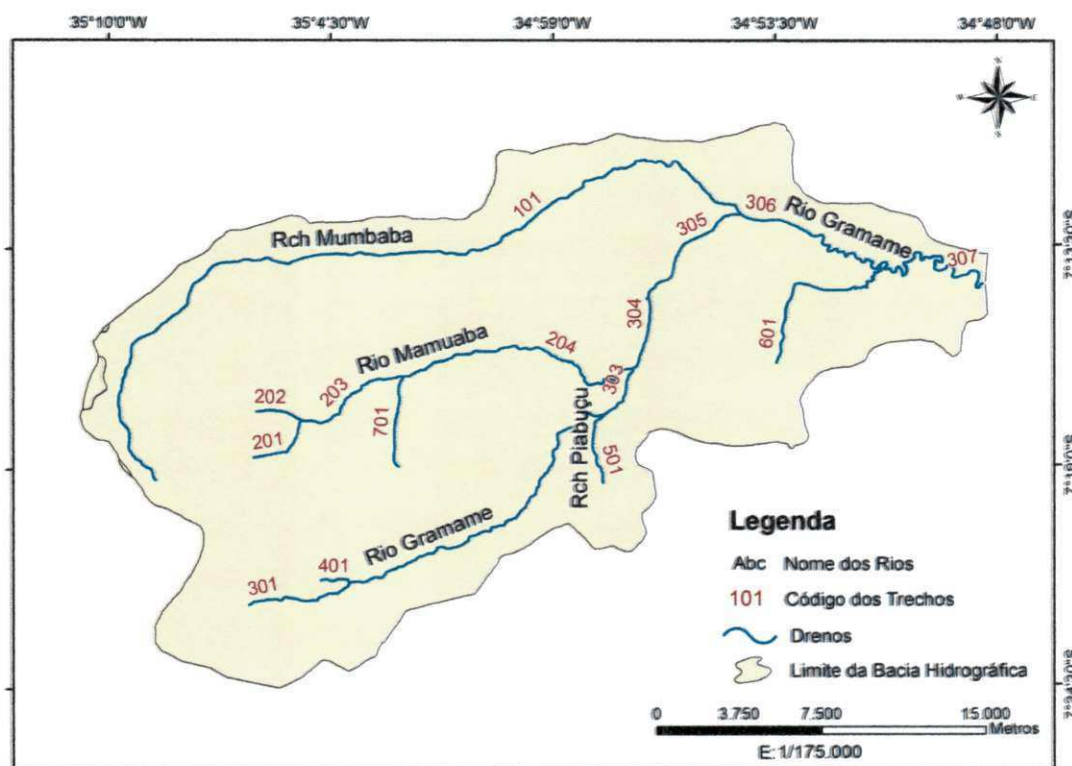 35°10'0"W 35°4'30"W 34°59'0"W 34°53'30"W 34°48'0"W
N
W E
S
101
306
Rio Gramame
305
Rch Mumbaba
307
304
601
Rio Mamuaba
204
303
202
203
701
201
Rch Piabuçu
501
Rio Gramame
401
301
Legenda
Abc Nome dos Rios
101 Código dos Trechos
Drenos
Limite da Bacia Hidrográfica
0 3.750 7.500 15.000
Metros
E: 1/175.000